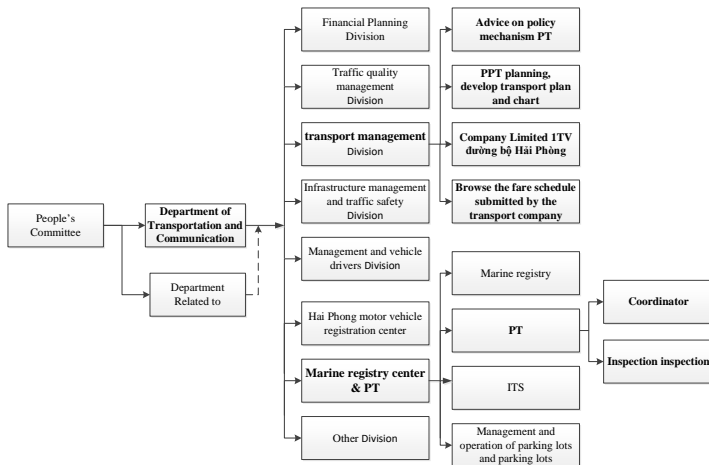 People's
Committee
Department of
Transportation and
Communication
Department
Related to
Financial Planning
Division
Traffic quality
management
Division
transport management
Division
Infrastructure management
and traffic safety
Division
Management and vehicle
drivers Division
Hai Phong motor vehicle
registration center
Marine registry center
& PT
Other Division
Advice on policy
mechanism PT
PPT planning,
develop transport plan
and chart
Company Limited 1TV
đường bộ Hải Phòng
Browse the fare schedule
submitted by the
transport company
Marine registry
PT
ITS
Management and
operation of parking lots
and parking lots
Coordinator
Inspection inspection